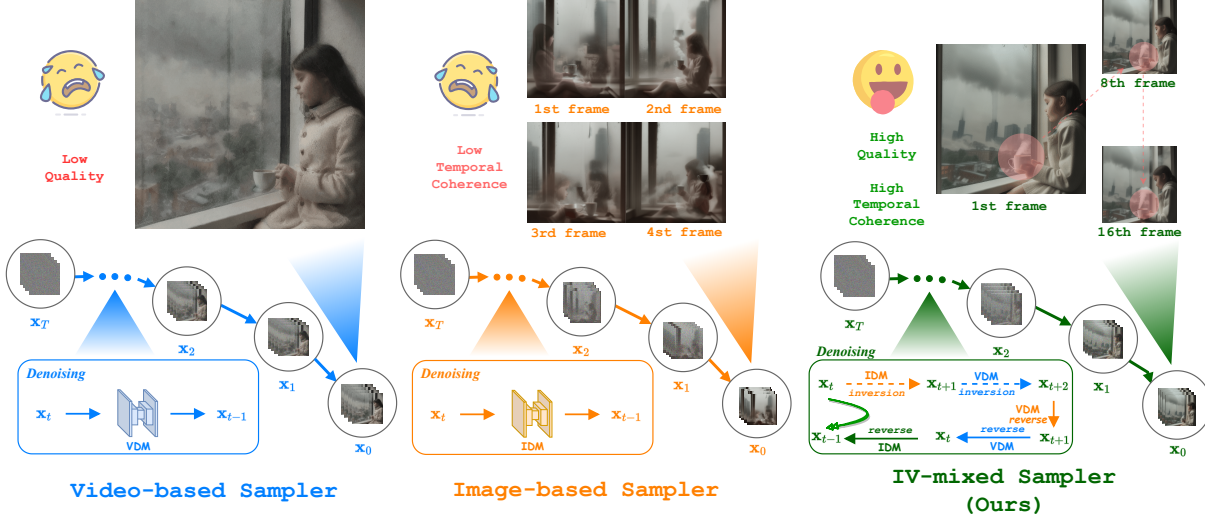 Low
Quality
x_T
x_2
x_1
x_0
Denoising
x_t
VDM
x_{t-1}
Video-based Sampler
Low
Temporal
Coherence
1st frame
2nd frame
3rd frame
4st frame
x_T
x_2
x_1
x_0
Denoising
x_t
IDM
x_{t-1}
Image-based Sampler
High
Quality
High
Temporal
Coherence
1st frame
8th frame
16th frame
x_T
x_2
x_1
x_0
Denoising
x_t
IDM
inversion
x_{t+1}
VDM
inversion
x_{t+2}
VDM
reverse
x_{t-1}
reverse
IDM
x_t
reverse
VDM
x_{t+1}
IV-mixed Sampler
(Ours)